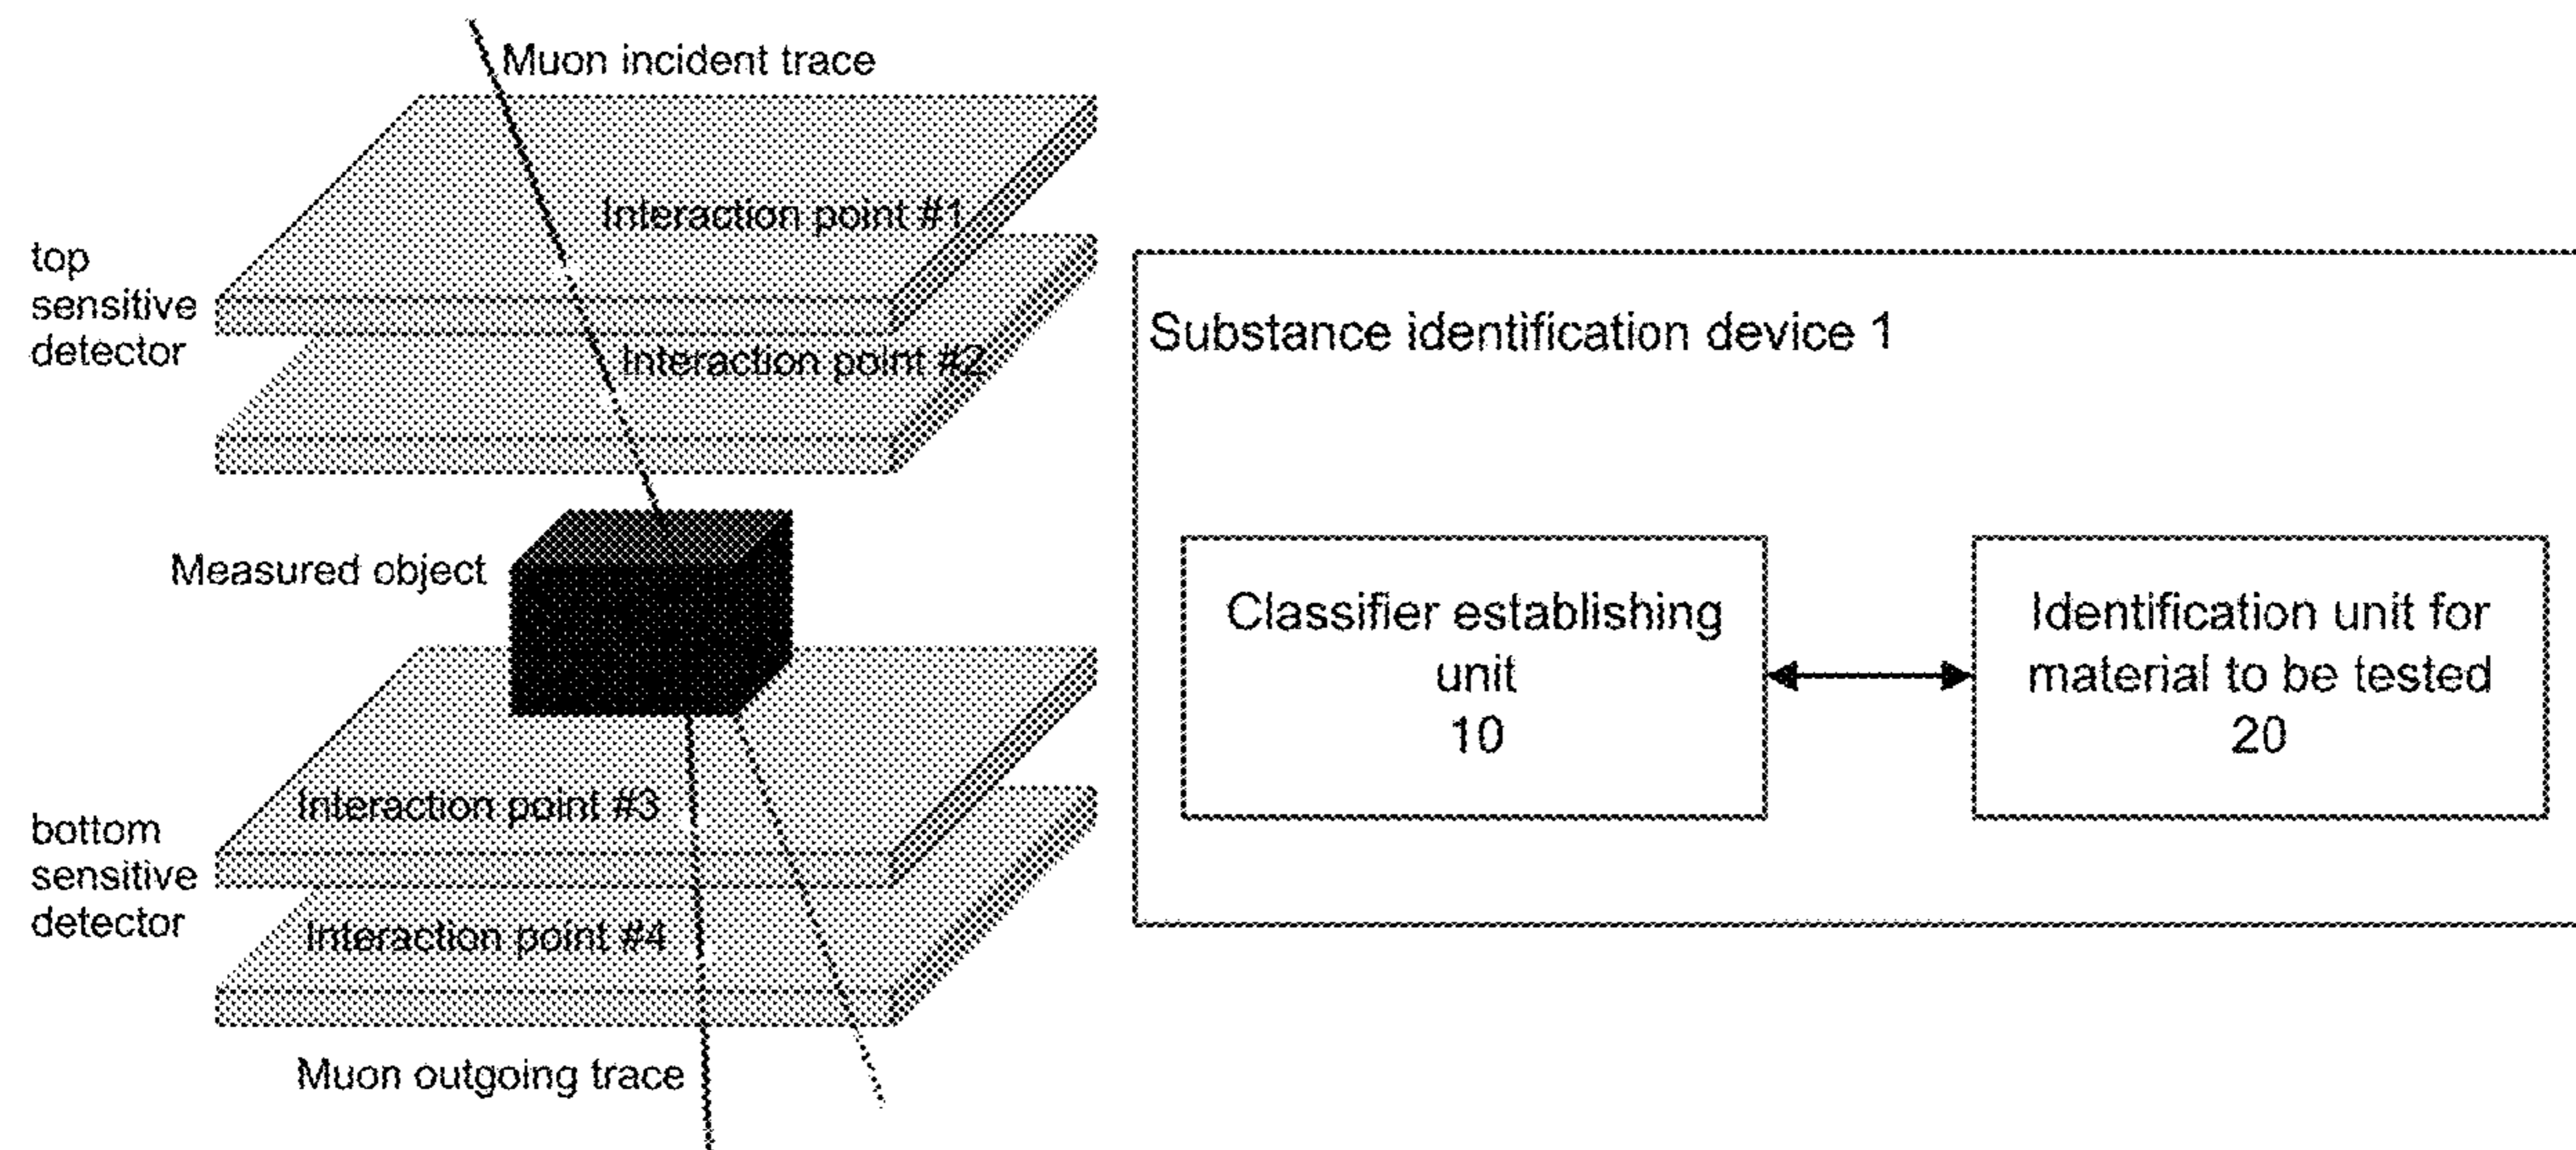 Muon incident trace
Interaction point #1
top
sensitive
detector
Interaction point #2
Measured object
Interaction point #3
bottom
sensitive
detector
Interaction point #4
Muon outgoing trace
Substance identification device 1
Classifier establishing
unit
10
Identification unit for
material to be tested
20